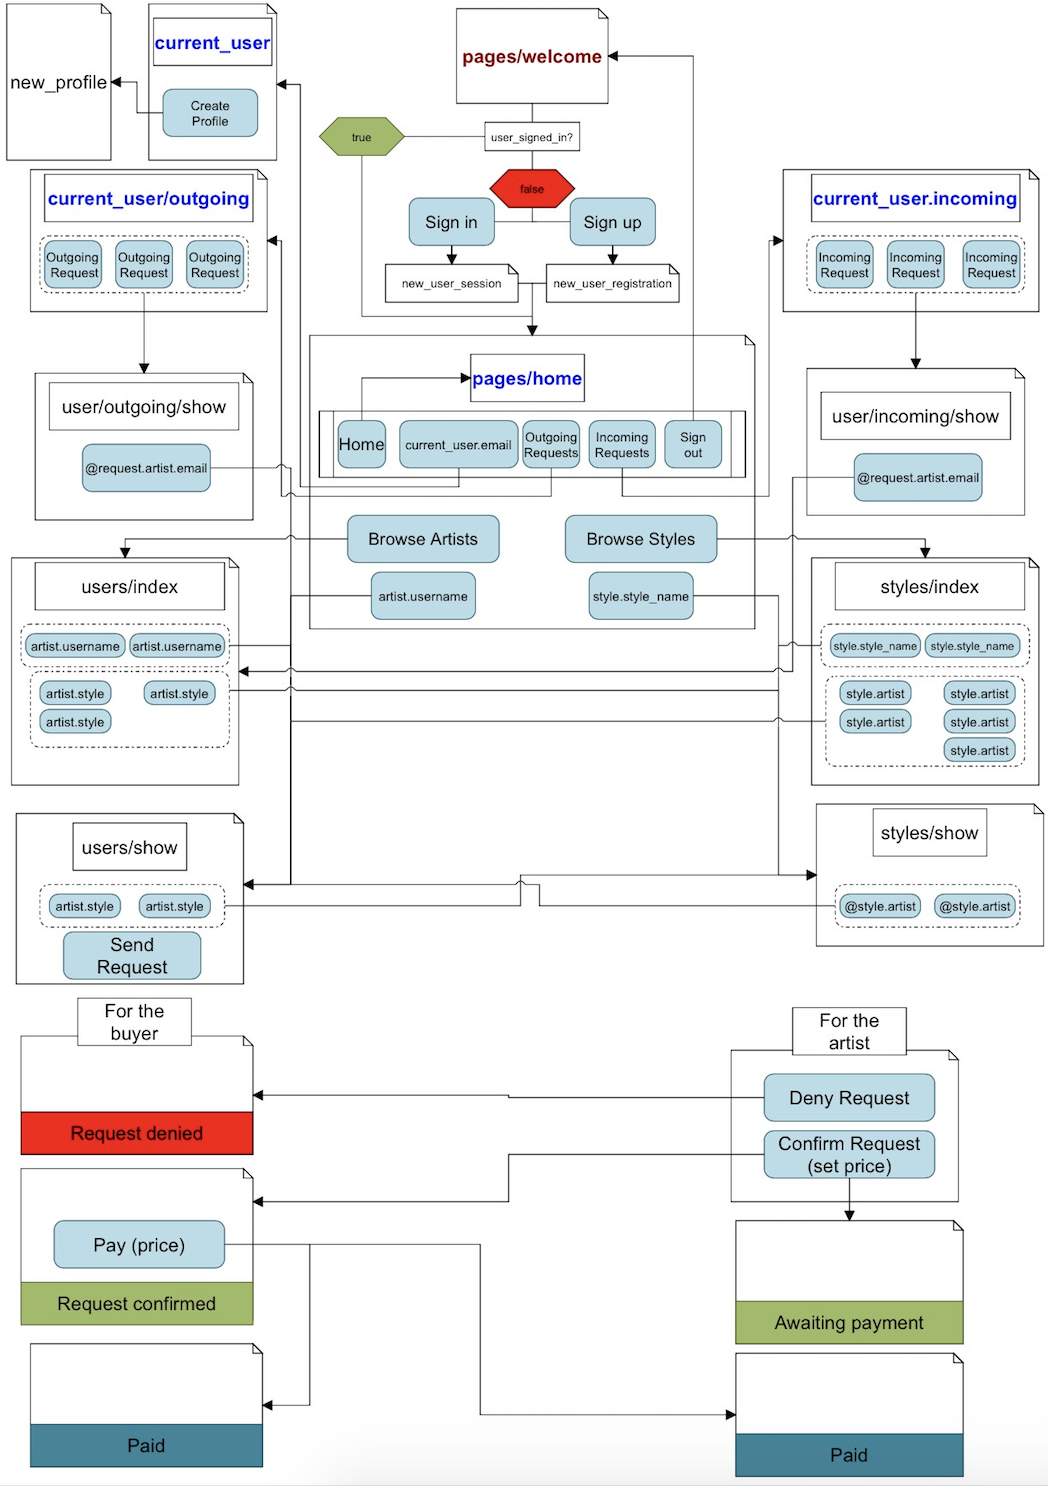 new_profile
current_user
Create
Profile
pages/welcome
user_signed_in?
true
false
Sign in
Sign up
new_user_session
new_user_registration
current_user/outgoing
Outgoing
Request
Outgoing
Request
Outgoing
Request
current_user.incoming
Incoming
Request
Incoming
Request
Incoming
Request
user/outgoing/show
@request.artist.email
pages/home
Home
current_user.email
Outgoing
Requests
Incoming
Requests
Sign
out
Browse Artists
Browse Styles
artist.username
style.style_name
user/incoming/show
@request.artist.email
users/index
artist.username
artist.username
artist.style
artist.style
artist.style
styles/index
style.style_name
style.style_name
style.artist
style.artist
style.artist
style.artist
style.artist
users/show
artist.style
artist.style
Send
Request
styles/show
@style.artist
@style.artist
For the
buyer
Request denied
For the
artist
Deny Request
Confirm Request
(set price)
Pay (price)
Request confirmed
Awaiting payment
Paid
Paid